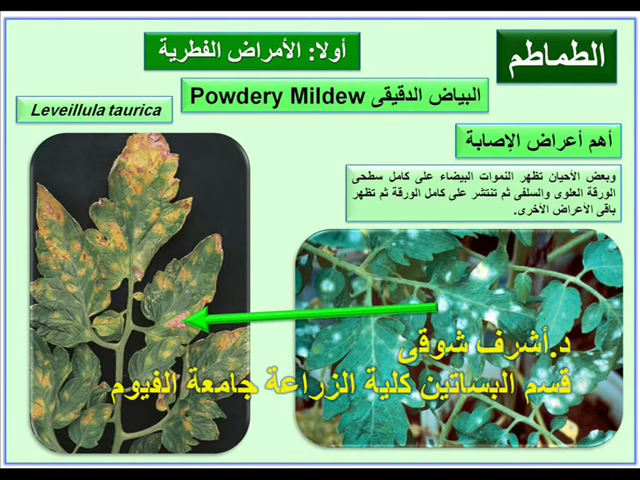 الطماطم
أولا: الأمراض الفطرية
البياض الدقيقى Powdery Mildew
Leveillula taurica
أهم أعراض الإصابة
وبعض الأحيان تظهر النموات البيضاء على كامل سطحى
الورقة العلوى والسلفى ثم تنتشر على كامل الورقة ثم تظهر
باقى الأعراض الأخرى.
د.أشرف شوقى
قسم البساتين كلية الزراعة جامعة الفيوم